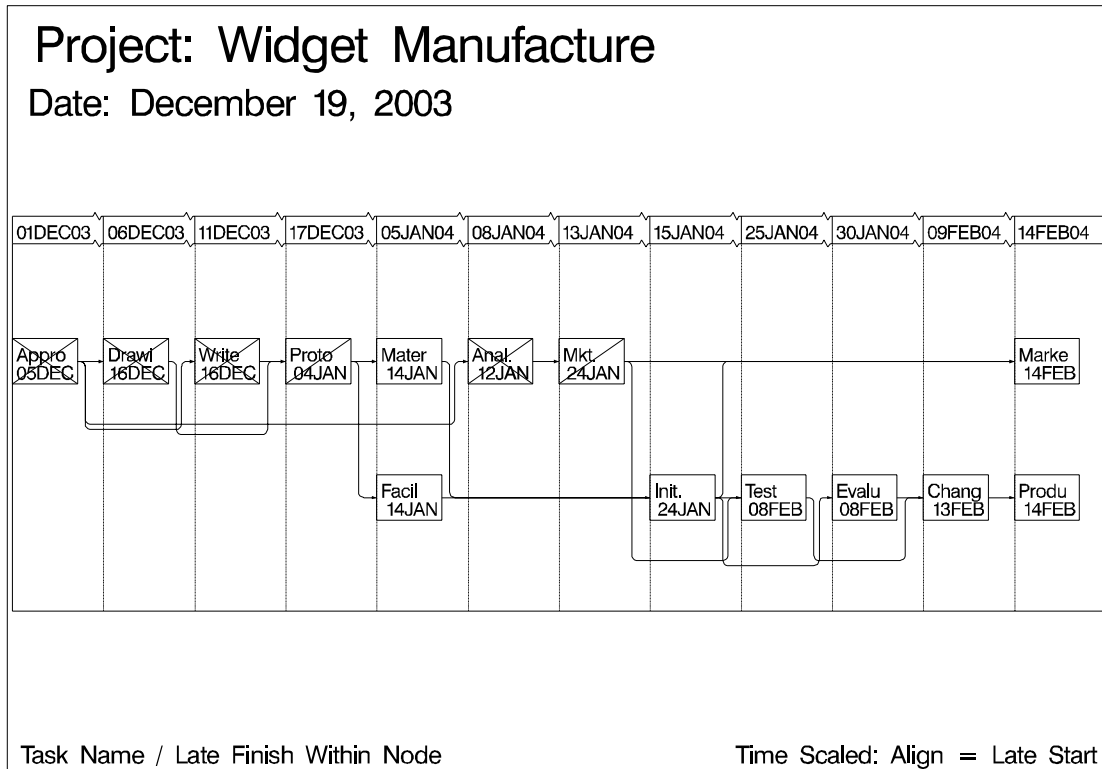 Project: Widget Manufacture
Date: December 19, 2003
01DEC03 06DEC03 11DEC03 17DEC03 05JAN04 08JAN04 13JAN04 15JAN04 25JAN04 30JAN04 09FEB04 14FEB04
Appro Drawi Write Proto Mater Anal. Mkt. Marke
05DEC 16DEC 16DEC 04JAN 14JAN 12JAN 24JAN 14FEB
Facil Init. Test Evalu Chang Produ
14JAN 24JAN 08FEB 08FEB 13FEB 14FEB
Task Name / Late Finish Within Node Time Scaled: Align = Late Start